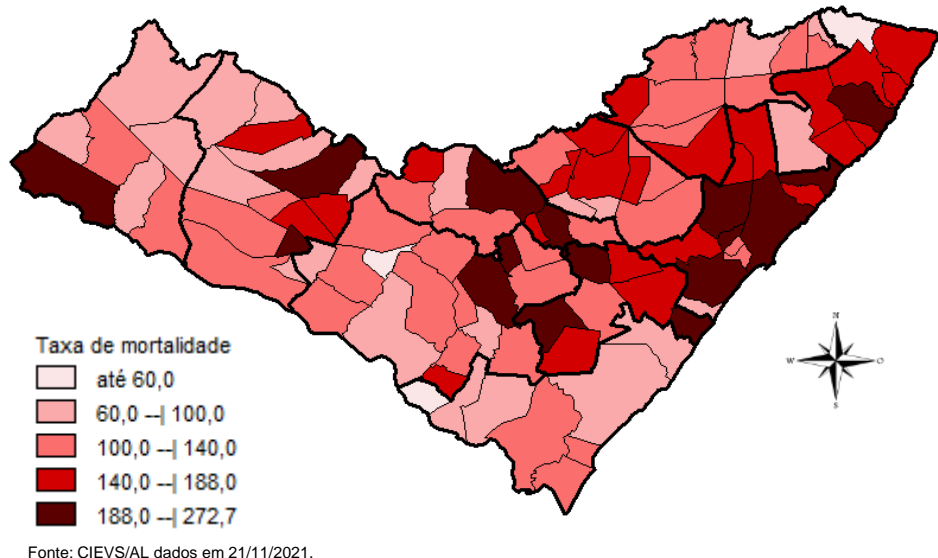 N
W
O
S
Taxa de mortalidade
até 60,0
60,0 --| 100,0
100,0 --| 140,0
140,0 --| 188,0
188,0 --| 272,7
Fonte: CIEVS/AL dados em 21/11/2021.